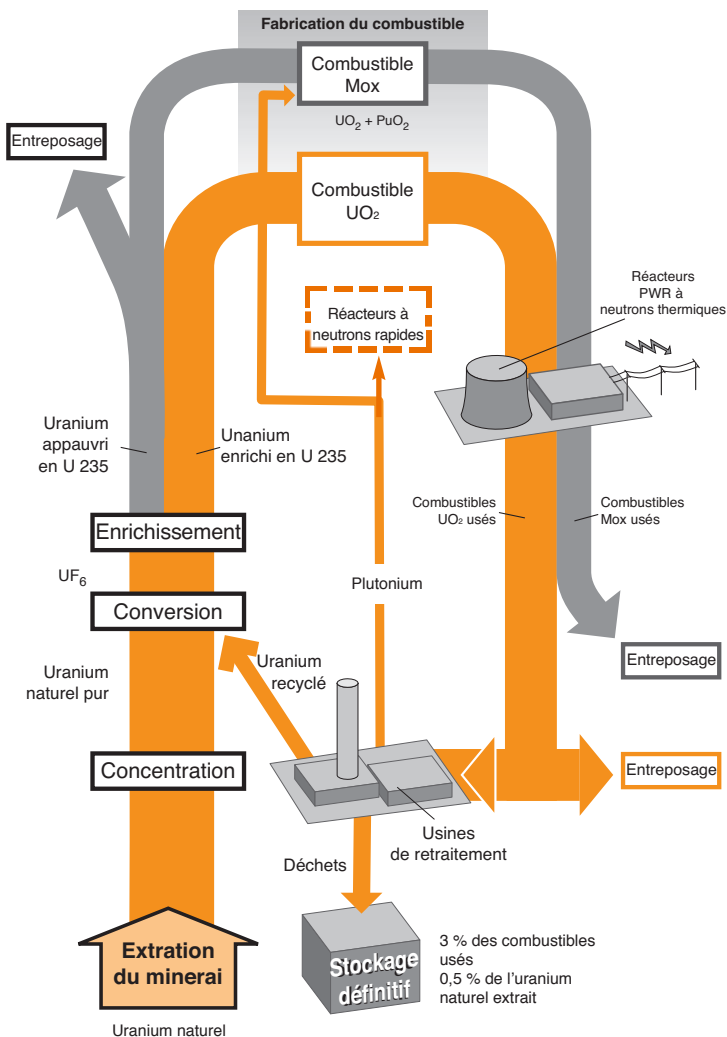 Fabrication du combustible
Combustible
Mox
UO2 + PuO2
Entreposage
Combustible
UO2
Réacteurs
PWR à
neutrons thermiques
Réacteurs à
neutrons rapides
Uranium
appauvri
en U 235
Unanium
enrichi en U 235
Combustibles
UO2 usés
Combustibles
Mox usés
Enrichissement
UF6
Plutonium
Conversion
Uranium
recyclé
Uranium
naturel pur
Entreposage
Concentration
Entreposage
Usines
de retraitement
Déchets
Extration
du minerai
Stockage
définitif
3 % des combustibles
usés
0,5 % de l'uranium
naturel extrait
Uranium naturel